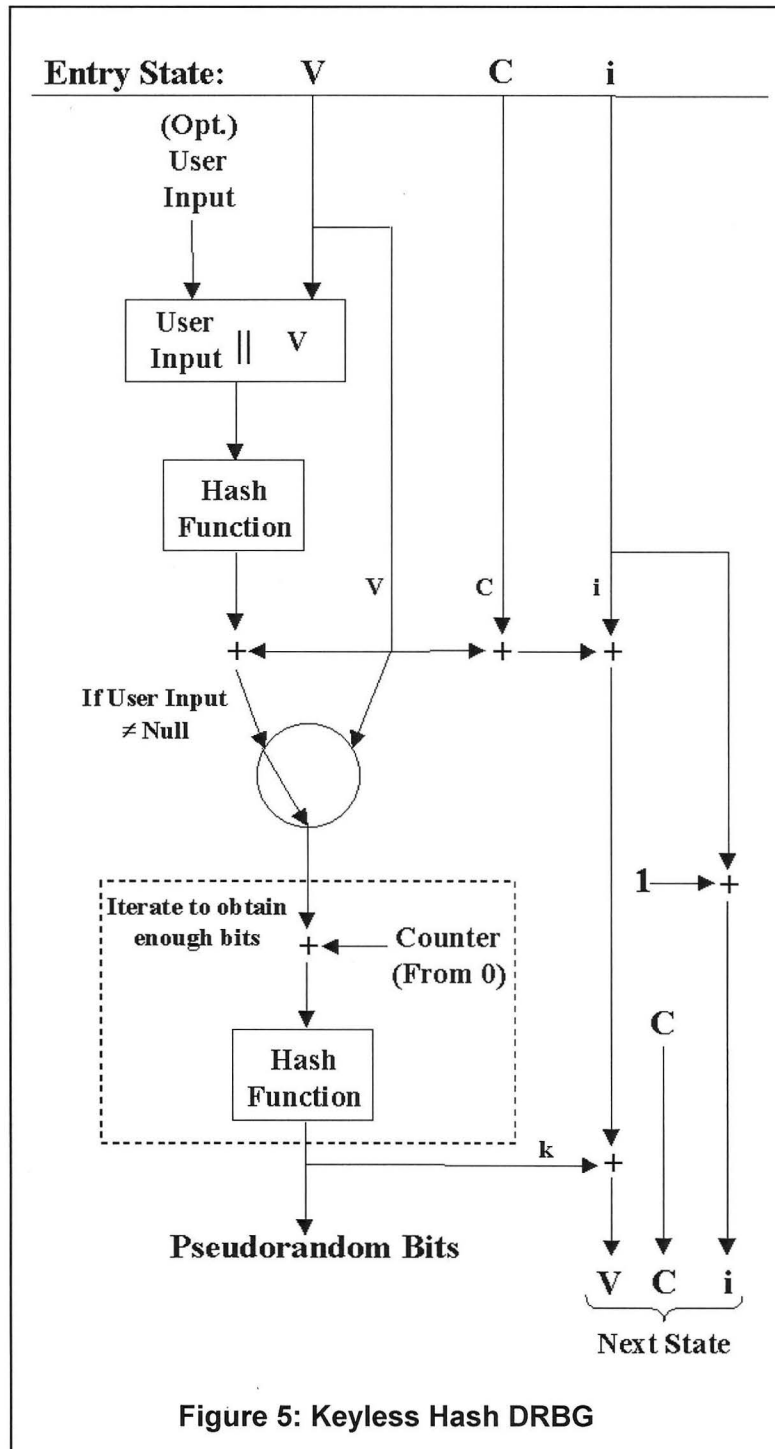 Entry State: V C i
(Opt.)
User
Input
User
Input || V
Hash
Function
V C i
+ + +
If User Input
≠ Null
1 +
Iterate to obtain
enough bits
+ Counter
(From 0)
C
Hash
Function
k
+
Pseudorandom Bits
V C i
Next State
Figure 5: Keyless Hash DRBG